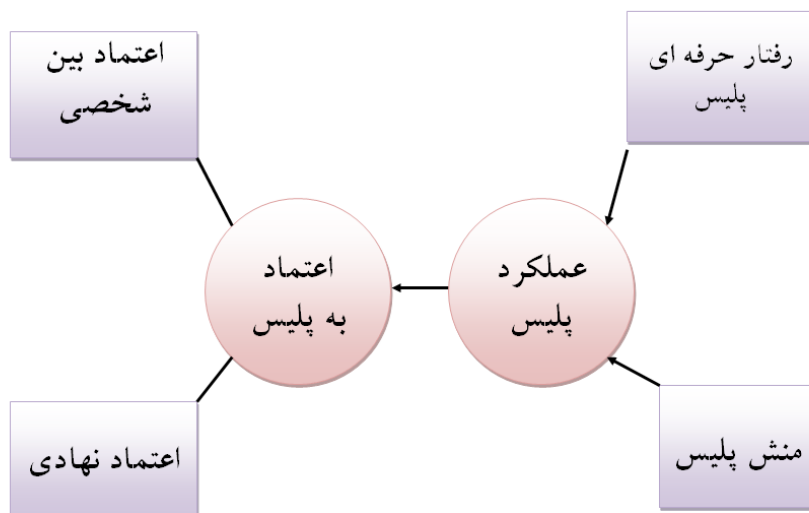 رفتار حرفه ای
پلیس
اعتماد بین
شخصی
عملکرد
پلیس
اعتماد
به پلیس
منش پلیس
اعتماد نهادی